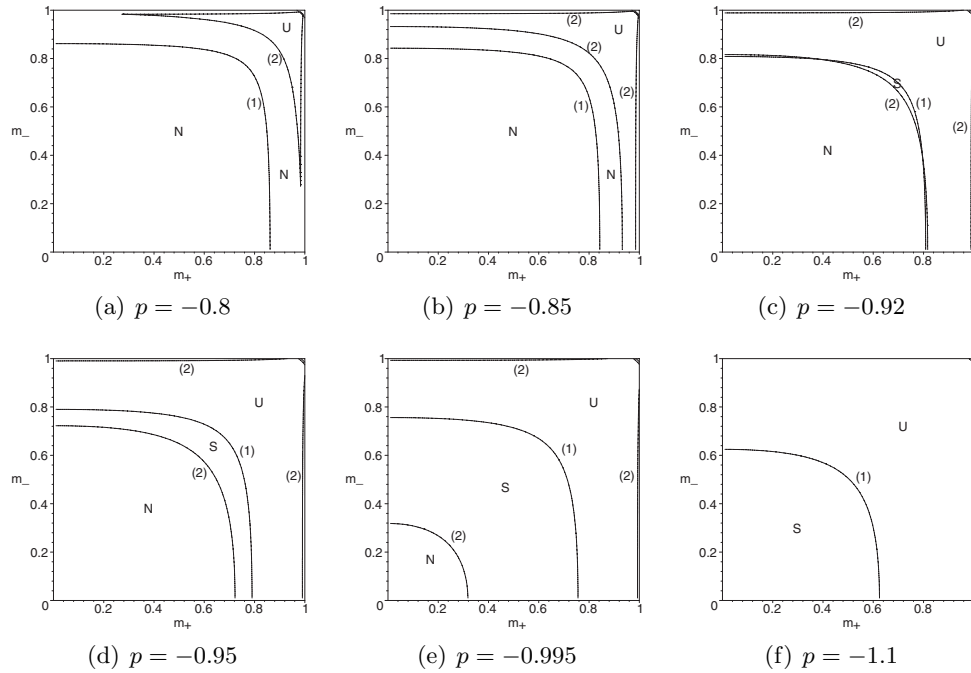 1
U
0.8
(2)
0.6
(1)
m_
N
0.4
N
0.2
0.2 0.4 0.6 0.8 1
m+
(a) p = −0.8
1
(2)
U
0.8
(2)
0.6
(1)
(2)
m_
N
0.4
N
0.2
0.2 0.4 0.6 0.8 1
m+
(b) p = −0.85
1
(2)
U
0.8
S
0.6
(2) (1)
m_
(2)
0.4
N
0.2
0.2 0.4 0.6 0.8
m+
(c) p = −0.92
1
(2)
U
0.8
S
(1)
0.6
(2)
(2)
m_
0.4
N
0.2
0.2 0.4 0.6 0.8 1
m+
(d) p = −0.95
1
(2)
U
0.8
(1)
0.6
(2)
m_
S
0.4
(2)
0.2
N
0.2 0.4 0.6 0.8 1
m+
(e) p = −0.995
1
0.8
U
0.6
(1)
m_
0.4
S
0.2
0.2 0.4 0.6 0.8
m+
(f) p = −1.1